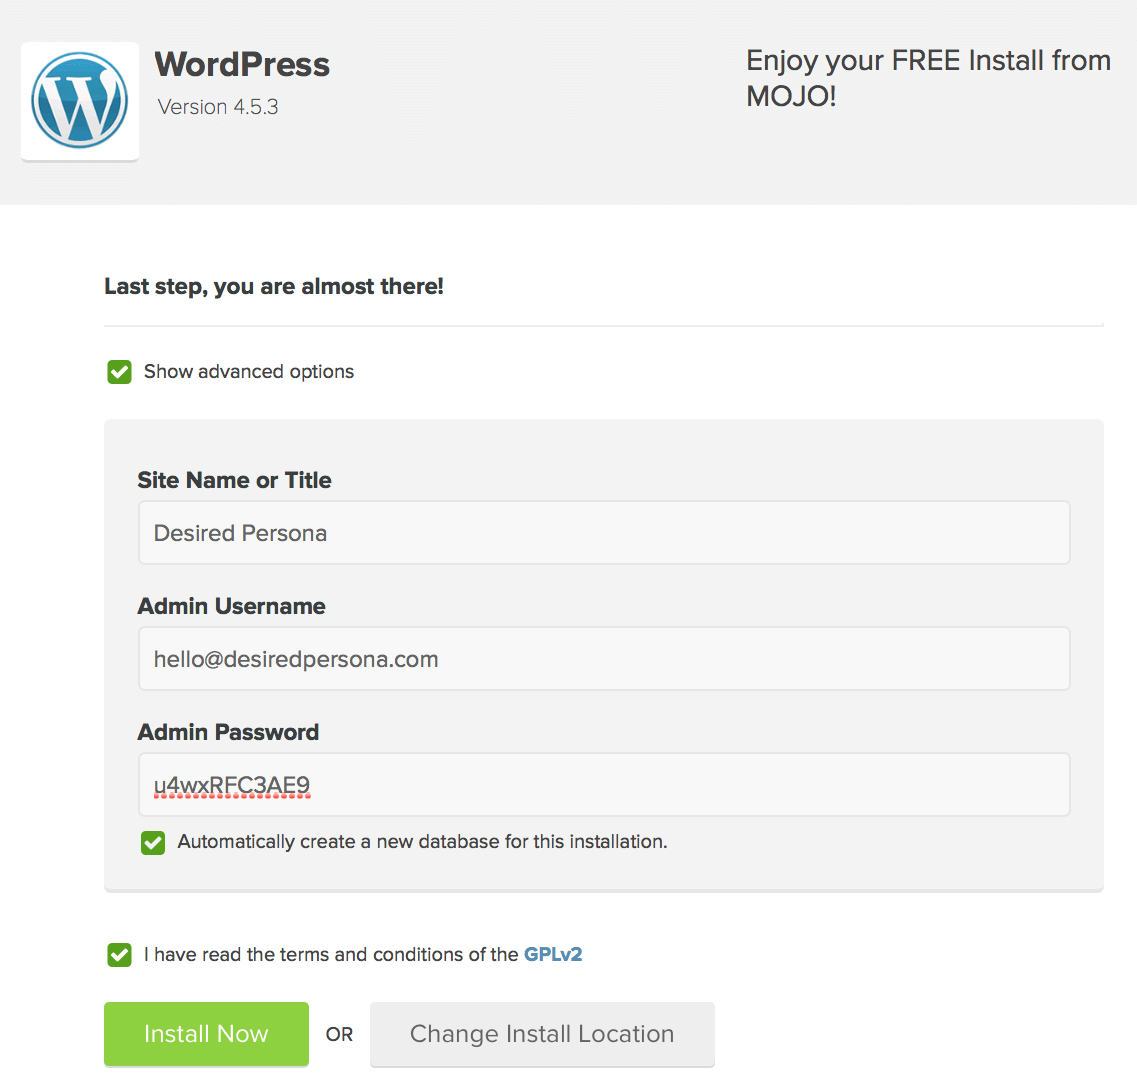 WordPress
Version 4.5.3
Enjoy your FREE Install from
MOJO!
Last step, you are almost there!
Show advanced options
Site Name or Title
Desired Persona
Admin Username
hello@desiredpersona.com
Admin Password
u4wxRFC3AE9
Automatically create a new database for this installation.
I have read the terms and conditions of the GPLv2
Install Now OR Change Install Location